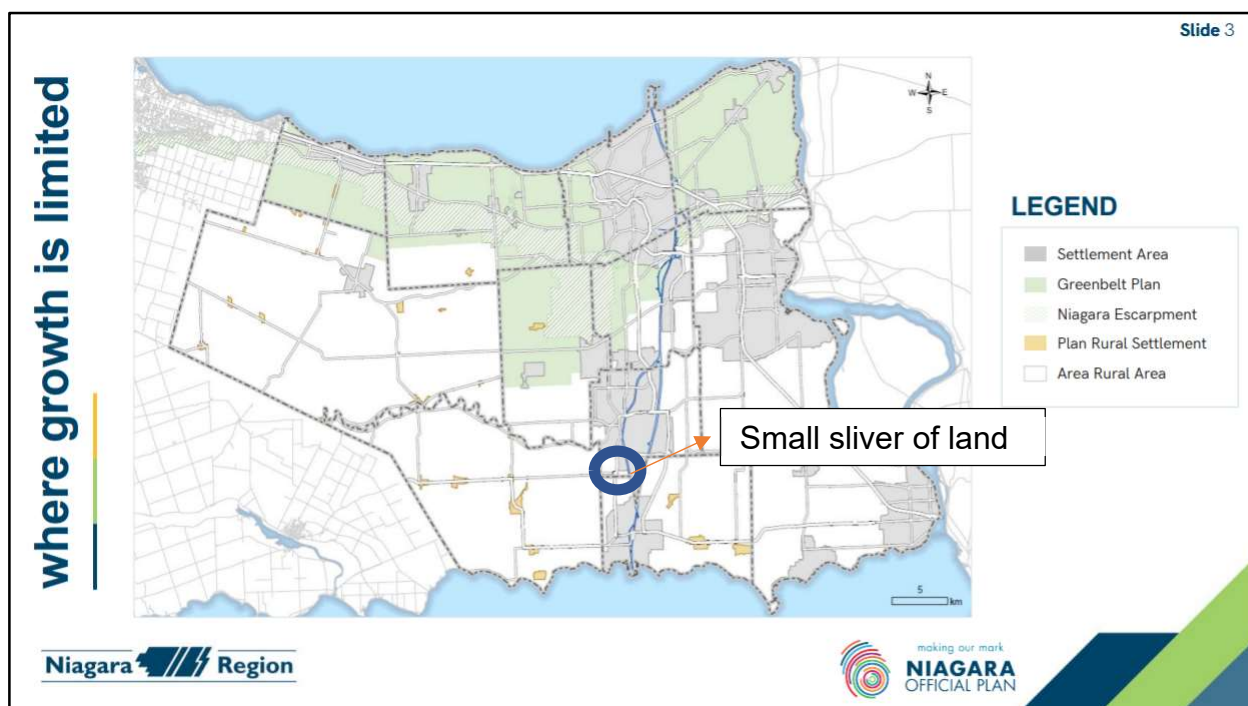 Slide 3
where growth is limited
N
W E
S
LEGEND
Settlement Area
Greenbelt Plan
Niagara Escarpment
Plan Rural Settlement
Area Rural Area
Small sliver of land
5
km
Niagara Region
making our mark
NIAGARA
OFFICIAL PLAN